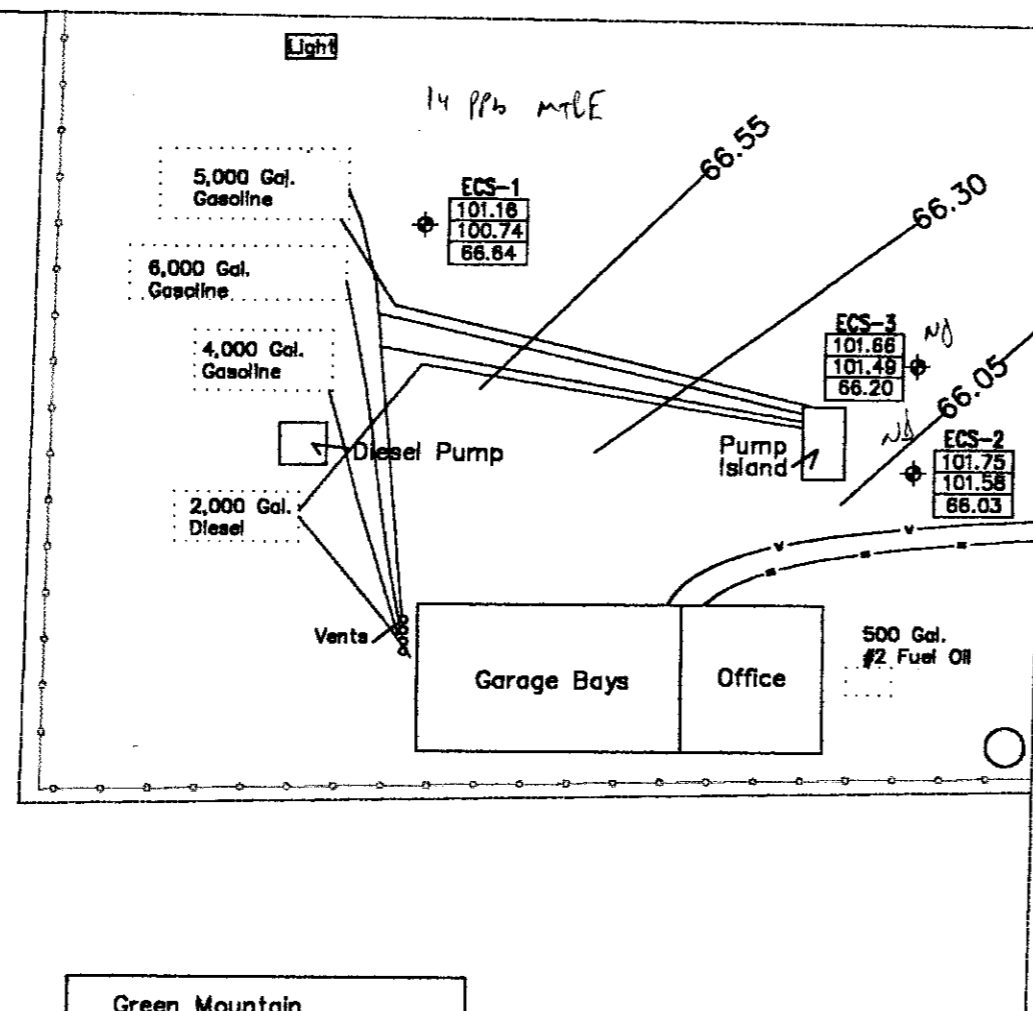 Light
14 PPb MTBE
66.55
5,000 Gal.
Gasoline
ECS-1
101.16
100.74
66.64
66.30
6,000 Gal.
Gasoline
4,000 Gal.
Gasoline
ECS-3
101.66
101.49
66.20
ND
66.05
Diesel Pump
Pump
Island
ND
ECS-2
101.75
101.58
66.03
2,000 Gal.
Diesel
Vents
Garage Bays
Office
500 Gal.
#2 Fuel Oil
Green Mountain